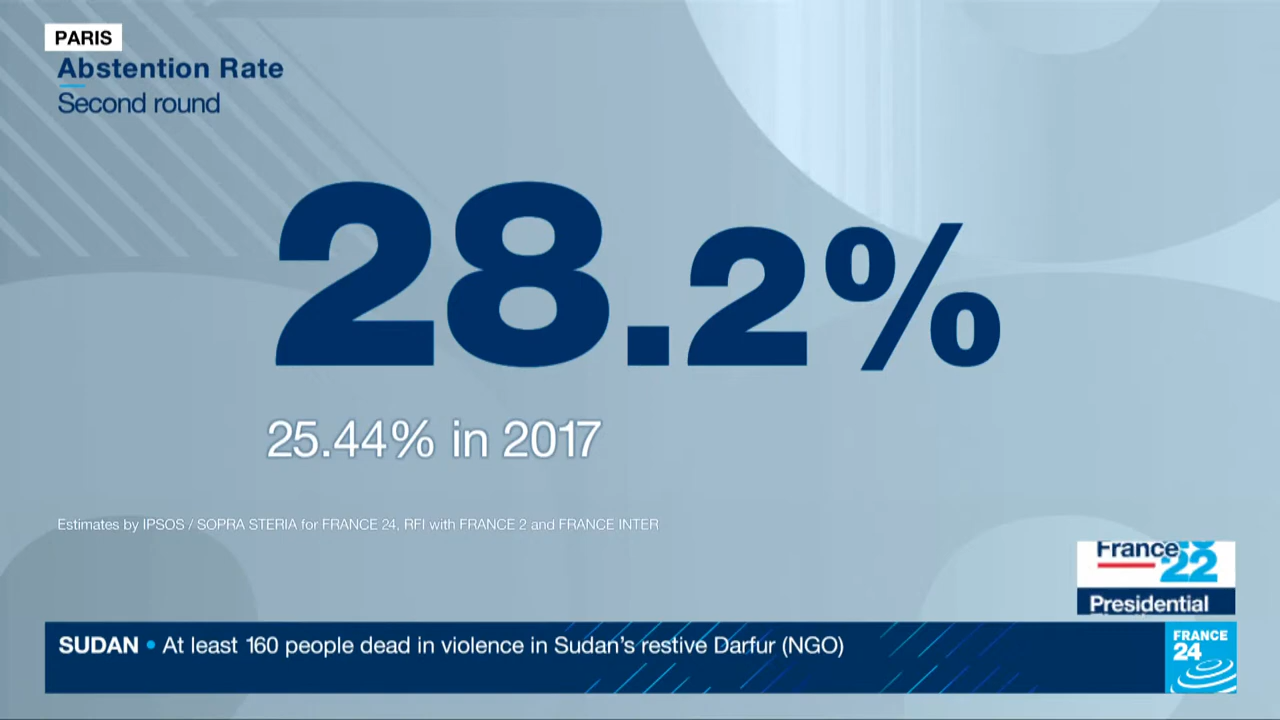 PARIS
Abstention Rate
Second round
28.2%
25.44% in 2017
Estimates by IPSOS / SOPRA STERIA for FRANCE 24, RFI with FRANCE 2 and FRANCE INTER
France
22
Presidential
SUDAN • At least 160 people dead in violence in Sudan's restive Darfur (NGO)
FRANCE
24